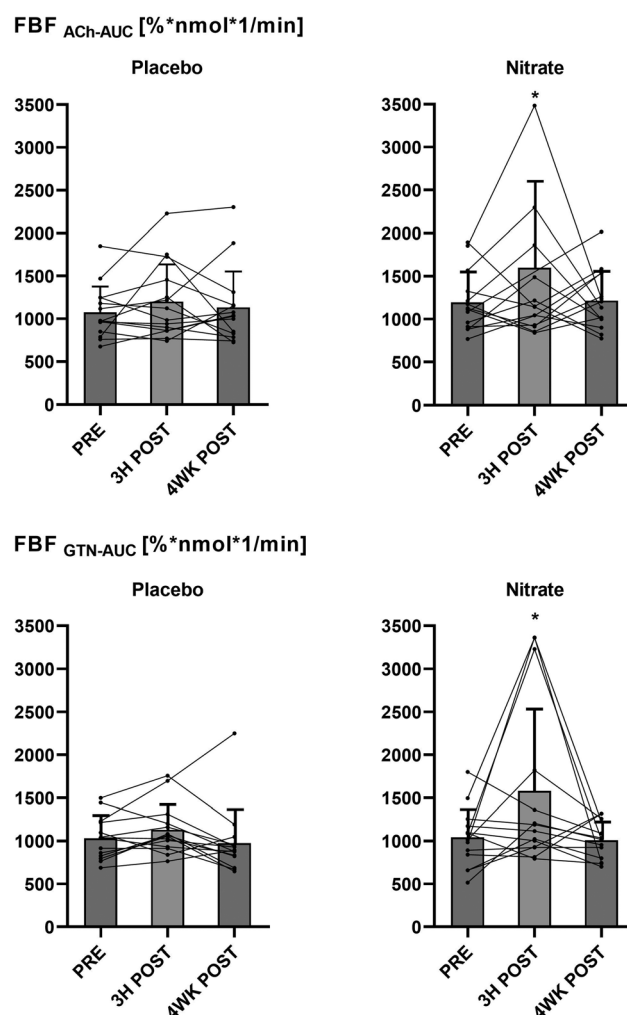 FBF ACh-AUC [%*nmol*1/min]
Placebo
Nitrate
*
3500
3000
2500
2000
1500
1000
500
0
PRE
3H POST
4WK POST
3500
3000
2500
2000
1500
1000
500
0
PRE
3H POST
4WK POST
FBF GTN-AUC [%*nmol*1/min]
Placebo
Nitrate
*
3500
3000
2500
2000
1500
1000
500
0
PRE
3H POST
4WK POST
3500
3000
2500
2000
1500
1000
500
0
PRE
3H POST
4WK POST